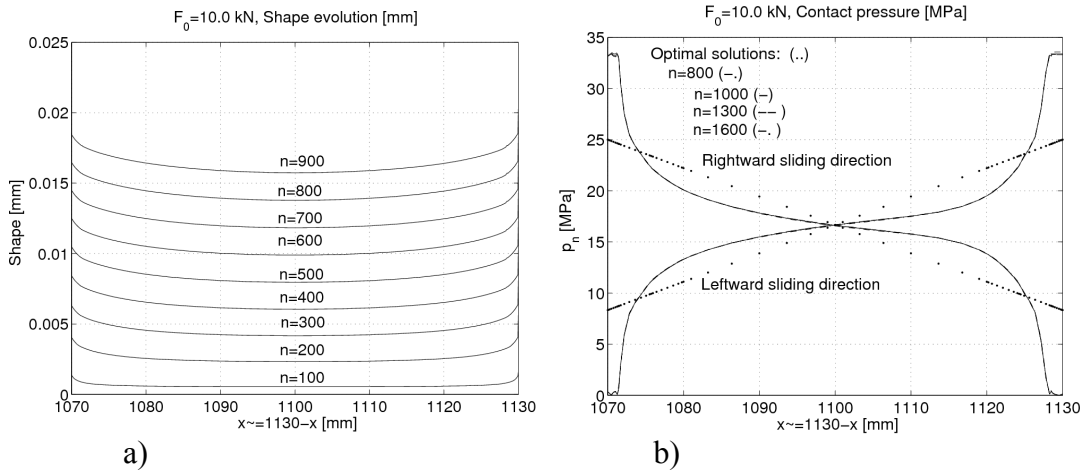 F0=10.0 kN, Shape evolution [mm]
0.025
0.02
0.015
0.01
0.005
0
Shape [mm]
n=900
n=800
n=700
n=600
n=500
n=400
n=300
n=200
n=100
1070 1080 1090 1100 1110 1120 1130
x~=1130−x [mm]
a)
F0=10.0 kN, Contact pressure [MPa]
35
30
25
20
15
10
5
0
pn [MPa]
Optimal solutions: (..)
n=800 (−.)
n=1000 (−)
n=1300 (−− )
n=1600 (−. )
Rightward sliding direction
Leftward sliding direction
1070 1080 1090 1100 1110 1120 1130
x~=1130−x [mm]
b)